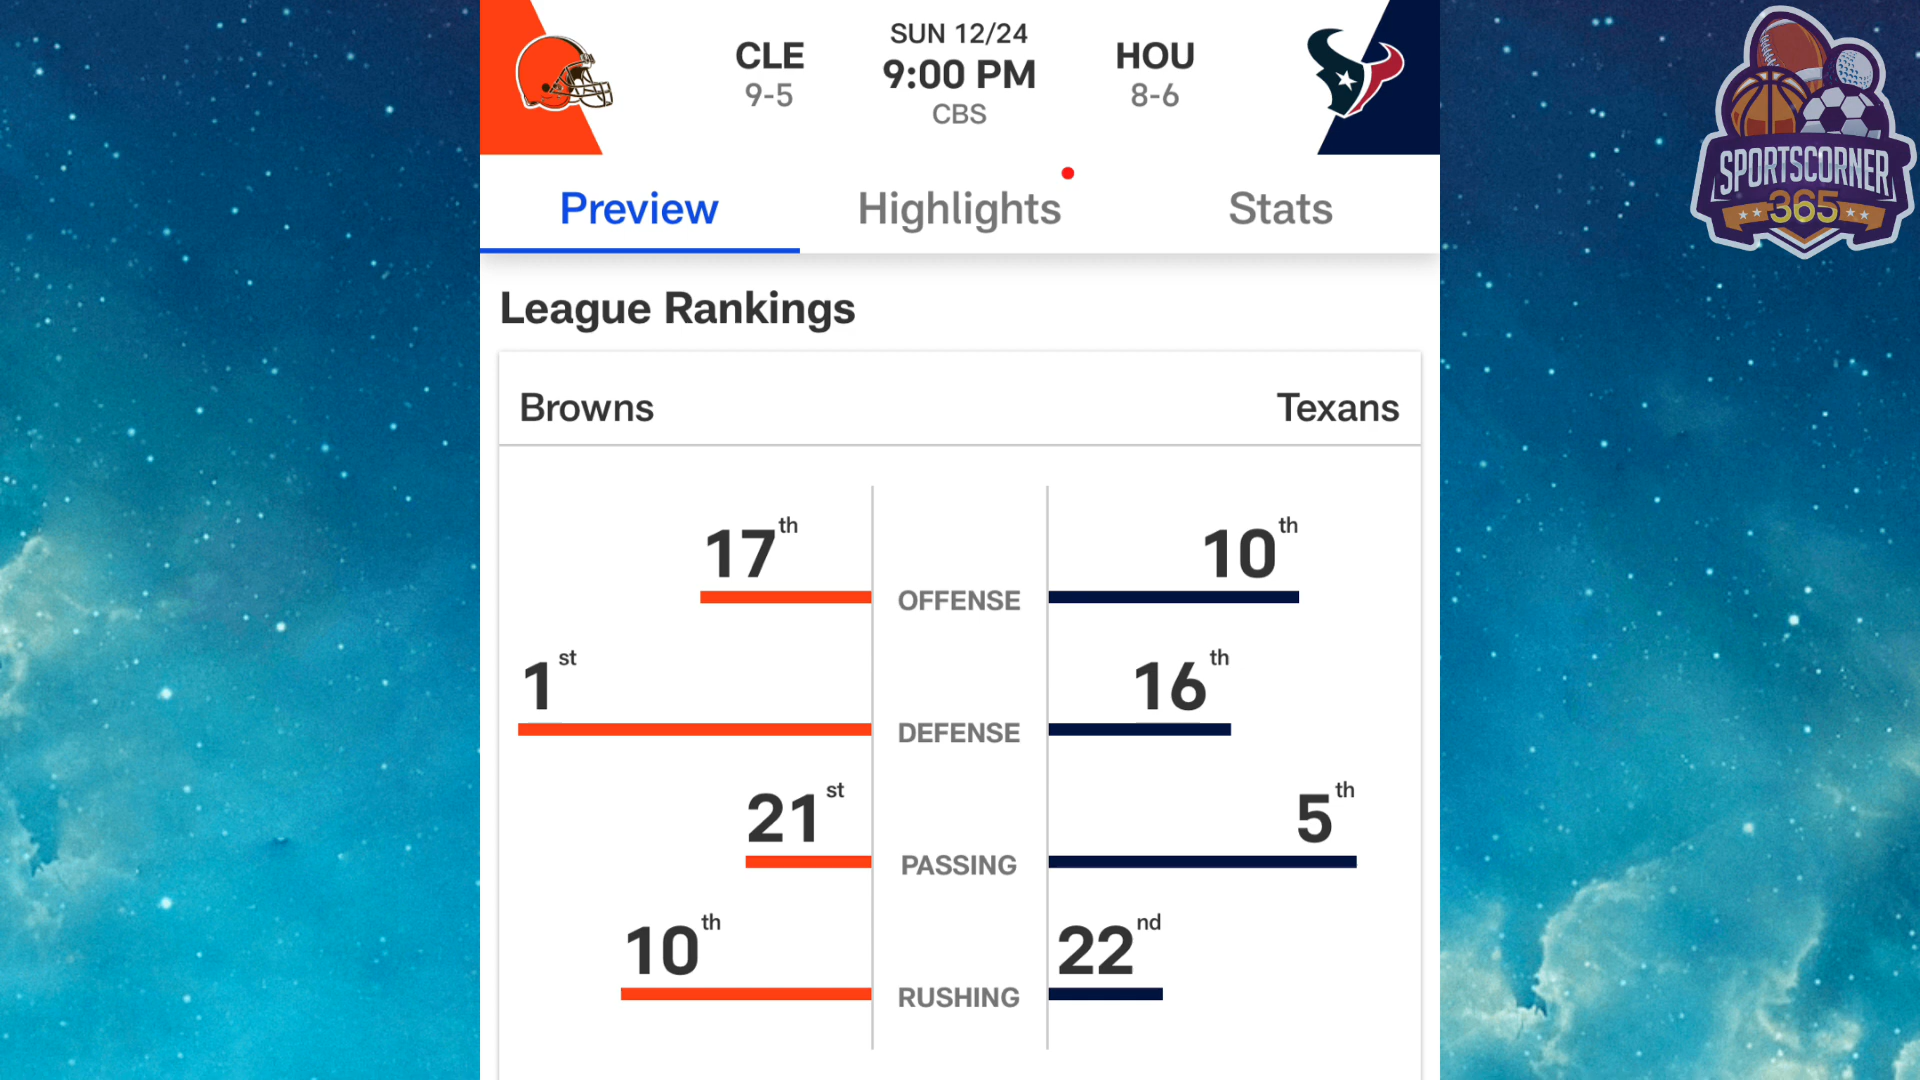 SUN 12/24
CLE 9:00 PM HOU
9-5 CBS 8-6
SPORTSCORNER
365
Preview Highlights Stats
League Rankings
Browns Texans
17th OFFENSE 10th
1st DEFENSE 16th
21st PASSING 5th
10th RUSHING 22nd